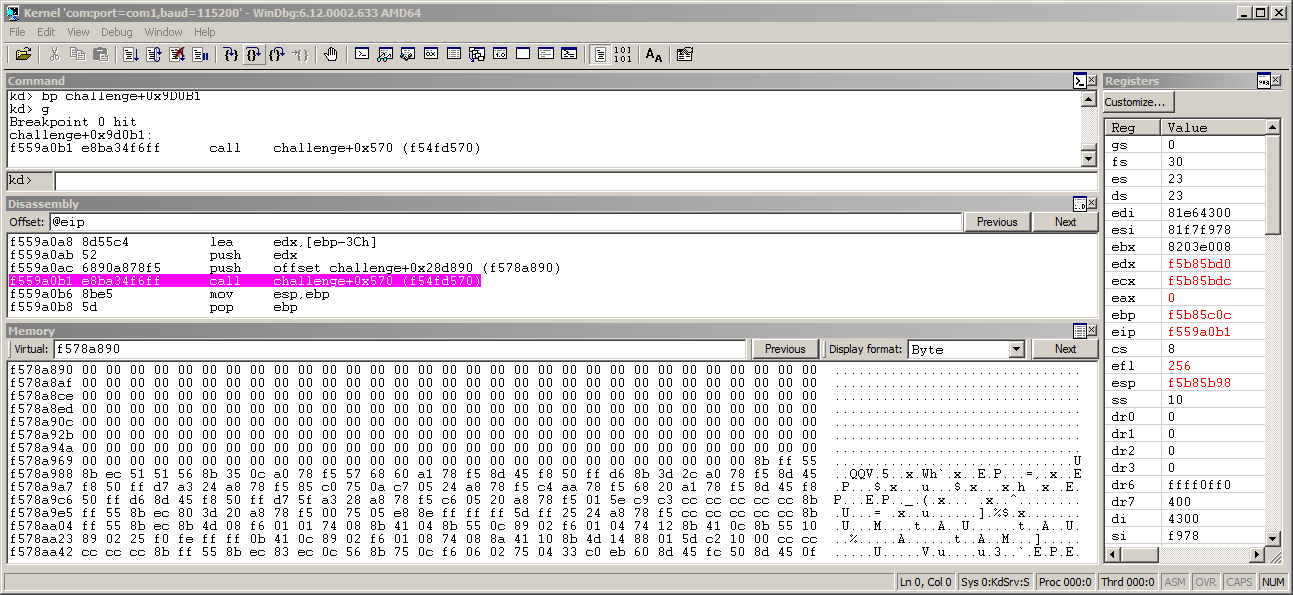 Kernel 'com:port=com1,baud=115200' - WinDbg:6.12.0002.633 AMD64
File Edit View Debug Window Help
Command
kd> bp challenge+0x9D0B1
kd> g
Breakpoint 0 hit
challenge+0x9d0b1:
f559a0b1 e8ba34f6ff call challenge+0x570 (f54fd570)
kd>
Disassembly
Offset: @eip Previous Next
f559a0a8 8d55c4 lea edx,[ebp-3Ch]
f559a0ab 52 push edx
f559a0ac 6890a878f5 push offset challenge+0x28d890 (f578a890)
f559a0b1 e8ba34f6ff call challenge+0x570 (f54fd570)
f559a0b6 8be5 mov esp,ebp
f559a0b8 5d pop ebp
Memory
Virtual: f578a890 Previous Display format: Byte Next
f578a890 00 00 00 00 00 00 00 00 00 00 00 00 00 00 00 00 00 00 00 00 00 00 00 00 00 00 00 00 00 00 00 ...............................
f578a8af 00 00 00 00 00 00 00 00 00 00 00 00 00 00 00 00 00 00 00 00 00 00 00 00 00 00 00 00 00 00 00 ...............................
f578a8ce 00 00 00 00 00 00 00 00 00 00 00 00 00 00 00 00 00 00 00 00 00 00 00 00 00 00 00 00 00 00 00 ...............................
f578a8ed 00 00 00 00 00 00 00 00 00 00 00 00 00 00 00 00 00 00 00 00 00 00 00 00 00 00 00 00 00 00 00 ...............................
f578a90c 00 00 00 00 00 00 00 00 00 00 00 00 00 00 00 00 00 00 00 00 00 00 00 00 00 00 00 00 00 00 00 ...............................
f578a92b 00 00 00 00 00 00 00 00 00 00 00 00 00 00 00 00 00 00 00 00 00 00 00 00 00 00 00 00 00 00 00 ...............................
f578a94a 00 00 00 00 00 00 00 00 00 00 00 00 00 00 00 00 00 00 00 00 00 00 00 00 00 00 00 00 00 00 00 ...............................
f578a969 00 00 00 00 00 00 00 00 00 00 00 00 00 00 00 00 00 00 00 00 00 00 00 00 00 00 00 00 8b ff 55 ..............................U
f578a988 8b ec 51 51 56 8b 35 0c a0 78 f5 57 68 60 a1 78 f5 8d 45 f8 50 ff d6 8b 3d 2c a0 78 f5 8d 45
f578a9a7 f8 50 ff d7 a3 24 a8 78 f5 85 c0 75 0a c7 05 24 a8 78 f5 c4 aa 78 f5 68 20 a1 78 f5 8d 45 f8
f578a9c6 50 ff d6 8d 45 f8 50 ff d7 5f a3 28 a8 78 f5 c6 05 20 a8 78 f5 01 5e c9 c3 cc cc cc cc cc 8b
f578a9e5 ff 55 8b ec 80 3d 20 a8 78 f5 00 75 05 e8 8e ff ff ff 5d ff 25 24 a8 78 f5 cc cc cc cc cc 8b
f578aa04 ff 55 8b ec 8b 4d 08 f6 01 01 74 08 8b 41 04 8b 55 0c 89 02 f6 01 04 74 12 8b 41 0c 8b 55 10
f578aa23 89 02 25 f0 fe ff ff 0b 41 0c 89 02 f6 01 08 74 08 8a 41 10 8b 4d 14 88 01 5d c2 10 00 cc cc
f578aa42 cc cc cc 8b ff 55 8b ec 83 ec 0c 56 8b 75 0c f6 06 02 75 04 33 c0 eb 60 8d 45 fc 50 8d 45 0f
Registers
Customize...
Reg Value
gs 0
fs 30
es 23
ds 23
edi 81e64300
esi 81f7f978
ebx 8203e008
edx f5b85bd0
ecx f5b85bdc
eax 0
ebp f5b85c0c
eip f559a0b1
cs 8
efl 256
esp f5b85b98
ss 10
dr0 0
dr1 0
dr2 0
dr3 0
dr6 ffff0ff0
dr7 400
di 4300
si f978
Ln 0, Col 0 Sys 0:KdSrv:S Proc 000:0 Thrd 000:0 ASM OVR CAPS NUM